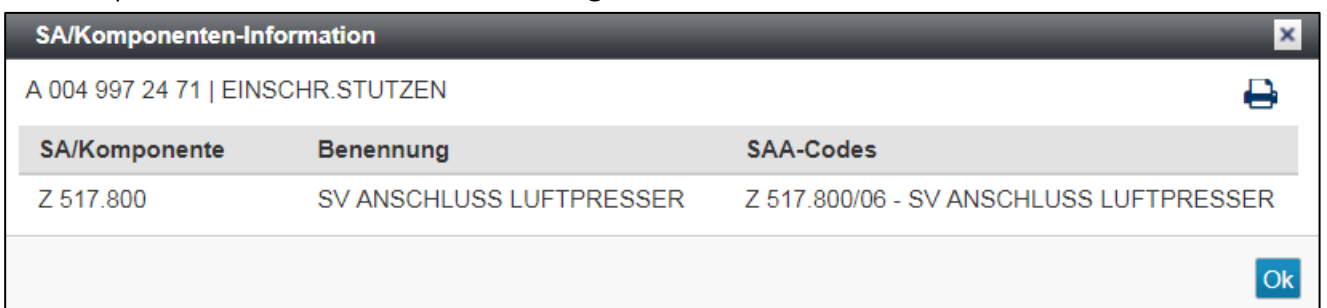 SA/Komponenten-Information
A 004 997 24 71 | EINSCHR.STUTZEN
SA/Komponente Benennung SAA-Codes
Z 517.800 SV ANSCHLUSS LUFTPRESSER Z 517.800/06 - SV ANSCHLUSS LUFTPRESSER
Ok